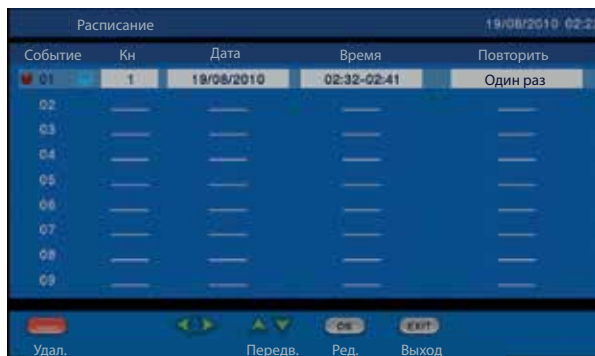 Расписание 19/08/2010 02:23
Событие Кн Дата Время Повторить
01 1 19/08/2010 02:32-02:41 Один раз
02
03
04
05
06
07
08
09
OK EXIT
Удал. Передв. Ред. Выход